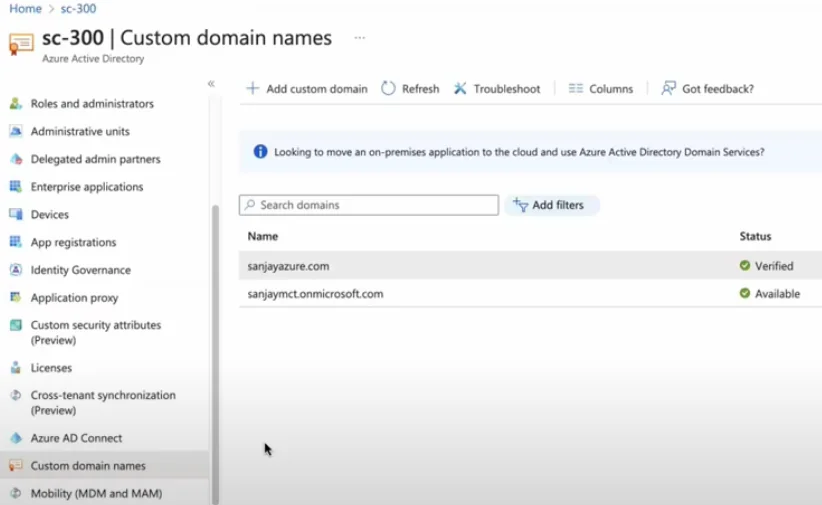 Home > sc-300
sc-300 | Custom domain names ...
Azure Active Directory
«
Roles and administrators
Administrative units
Delegated admin partners
Enterprise applications
Devices
App registrations
Identity Governance
Application proxy
Custom security attributes
(Preview)
Licenses
Cross-tenant synchronization
(Preview)
Azure AD Connect
Custom domain names
Mobility (MDM and MAM)
Add custom domain Refresh Troubleshoot Columns Got feedback?
Looking to move an on-premises application to the cloud and use Azure Active Directory Domain Services?
Search domains Add filters
Name Status
sanjayazure.com Verified
sanjaymct.onmicrosoft.com Available